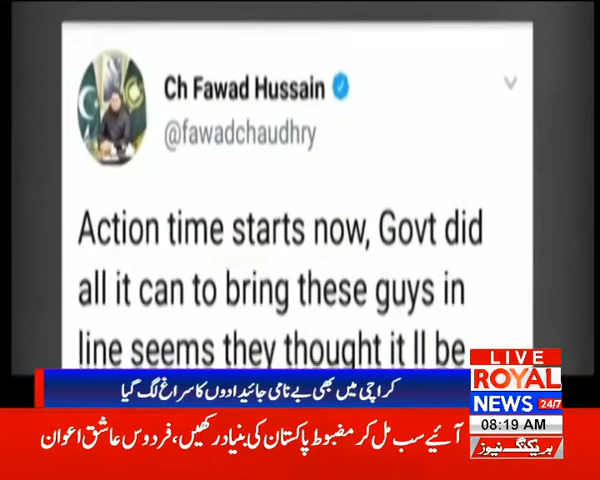 Ch Fawad Hussain
@fawadchaudhry
Action time starts now, Govt did
all it can to bring these guys in
line seems they thought it ll be
کراچی میں بھی بے نامی جائیدادوں کا سراغ لگ گیا
آئیے سب مل کر مضبوط پاکستان کی بنیاد رکھیں، فردوس عاشق اعوان
LIVE
ROYAL
NEWS 24/7
08:19 AM
بریکنگ نیوز